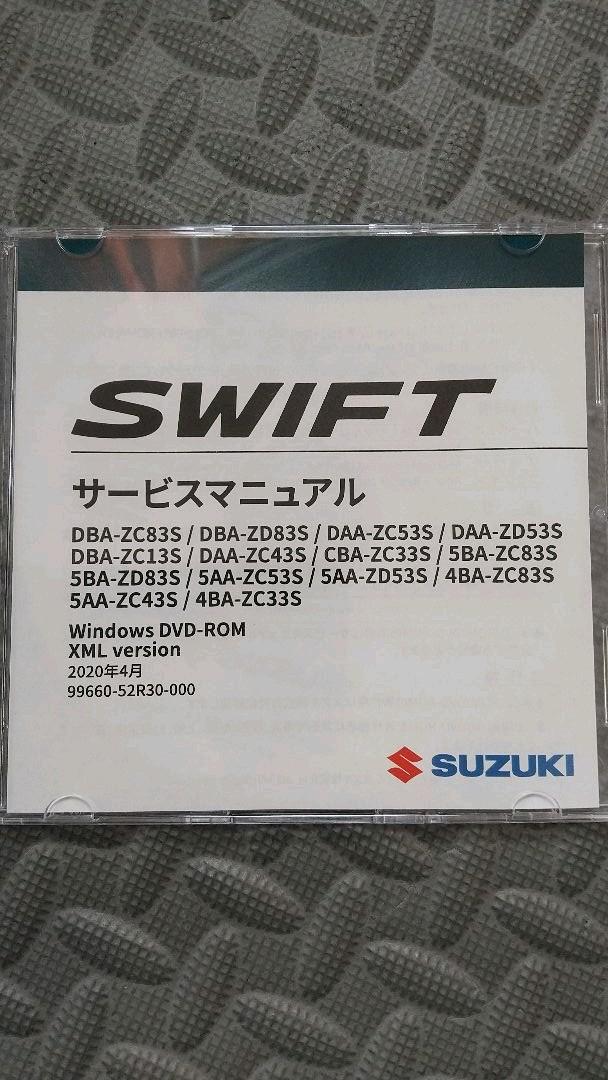 SWIFT
サービスマニュアル
DBA-ZC83S / DBA-ZD83S / DAA-ZC53S / DAA-ZD53S
DBA-ZC13S / DAA-ZC43S / CBA-ZC33S / 5BA-ZC83S
5BA-ZD83S / 5AA-ZC53S / 5AA-ZD53S / 4BA-ZC83S
5AA-ZC43S / 4BA-ZC33S
Windows DVD-ROM
XML version
2020年4月
99660-52R30-000
SUZUKI